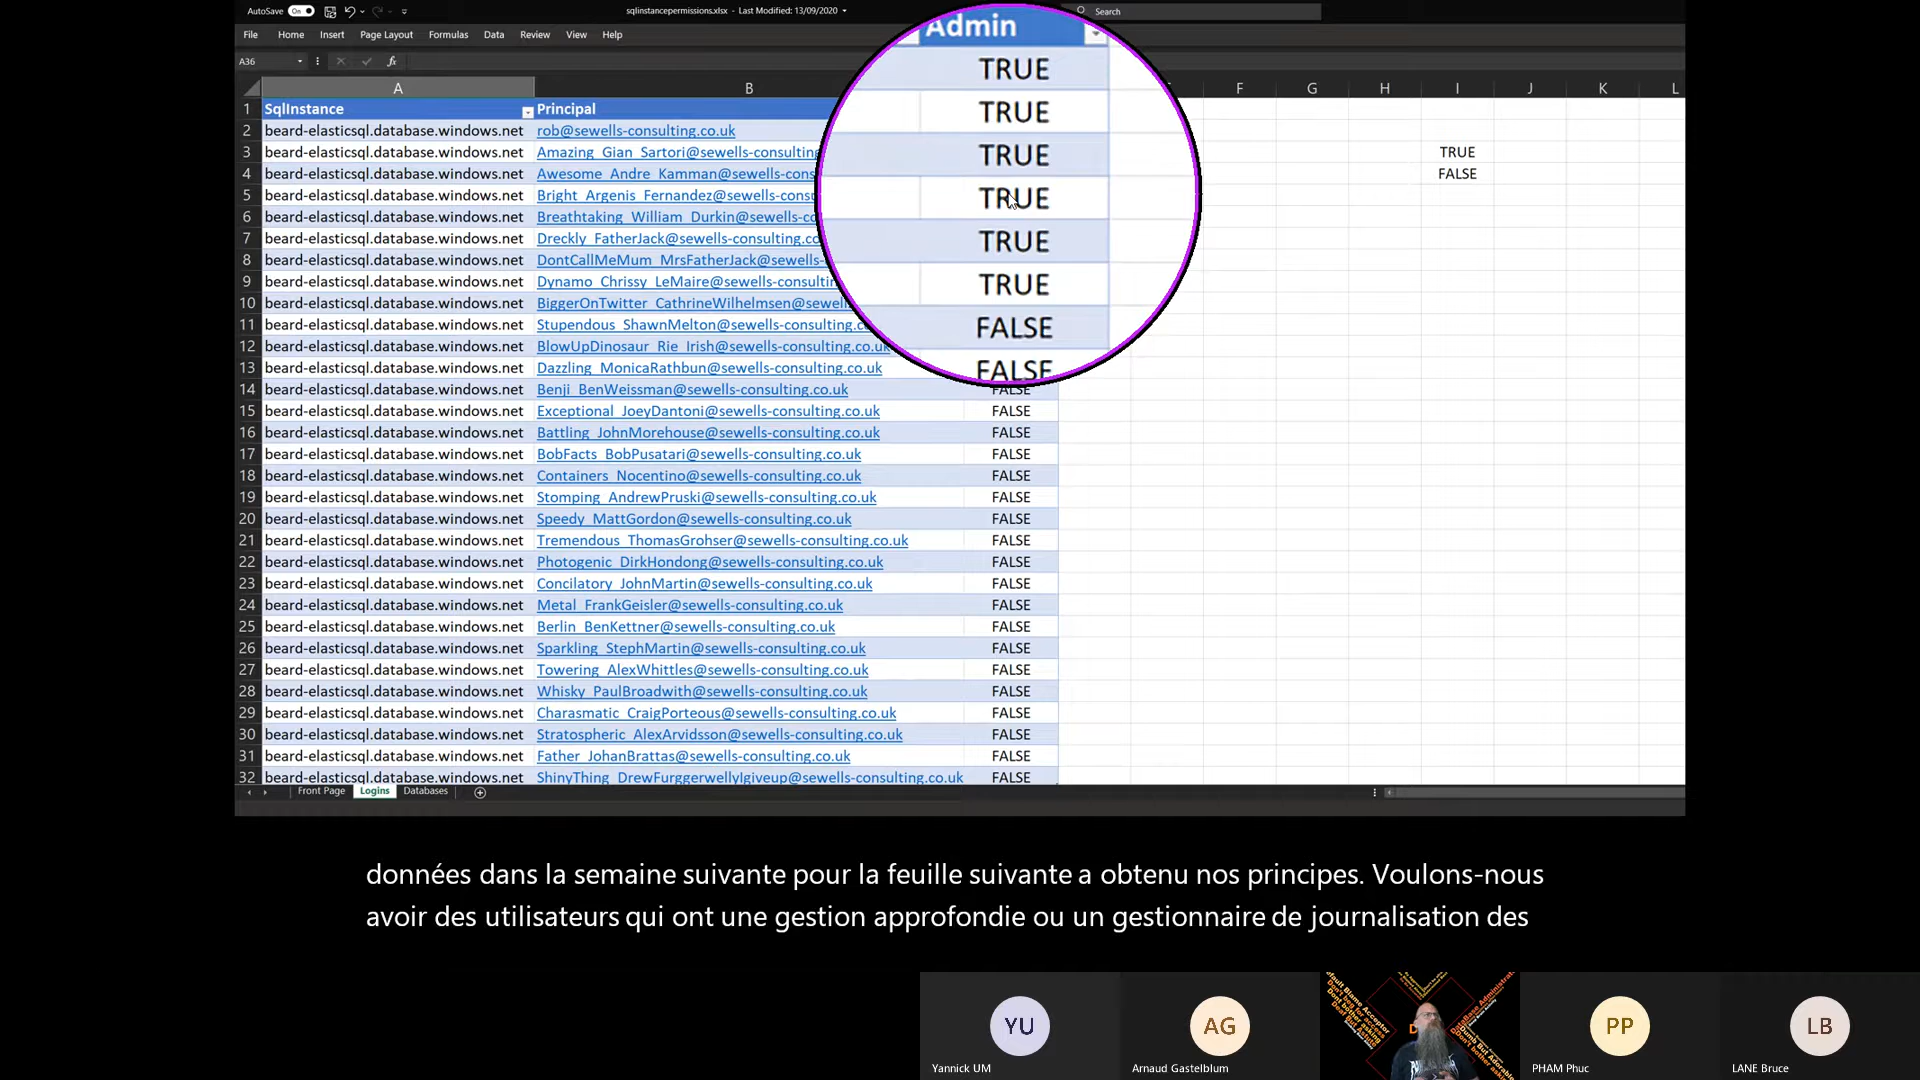 AutoSave On sqlinstancepermissions.xlsx - Last Modified: 13/09/2020 Search
File Home Insert Page Layout Formulas Data Review View Help
A36 fx
A B F G H I J K L
1 SqlInstance Principal Admin
2 beard-elasticsql.database.windows.net rob@sewells-consulting.co.uk TRUE
3 beard-elasticsql.database.windows.net Amazing_Gian_Sartori@sewells-consulting TRUE TRUE
4 beard-elasticsql.database.windows.net Awesome_Andre_Kamman@sewells-cons TRUE FALSE
5 beard-elasticsql.database.windows.net Bright_Argenis_Fernandez@sewells-consu TRUE
6 beard-elasticsql.database.windows.net Breathtaking_William_Durkin@sewells-co TRUE
7 beard-elasticsql.database.windows.net Dreckly_FatherJack@sewells-consulting.co TRUE
8 beard-elasticsql.database.windows.net DontCallMeMum_MrsFatherJack@sewells- FALSE
9 beard-elasticsql.database.windows.net Dynamo_Chrissy_LeMaire@sewells-consultin FALSE
10 beard-elasticsql.database.windows.net BiggerOnTwitter_CathrineWilhelmsen@sewell
11 beard-elasticsql.database.windows.net Stupendous_ShawnMelton@sewells-consulting
12 beard-elasticsql.database.windows.net BlowUpDinosaur_Rie_Irish@sewells-consulting.co.uk
13 beard-elasticsql.database.windows.net Dazzling_MonicaRathbun@sewells-consulting.co.uk
14 beard-elasticsql.database.windows.net Benji_BenWeissman@sewells-consulting.co.uk FALSE
15 beard-elasticsql.database.windows.net Exceptional_JoeyDantoni@sewells-consulting.co.uk FALSE
16 beard-elasticsql.database.windows.net Battling_JohnMorehouse@sewells-consulting.co.uk FALSE
17 beard-elasticsql.database.windows.net BobFacts_BobPusatari@sewells-consulting.co.uk FALSE
18 beard-elasticsql.database.windows.net Containers_Nocentino@sewells-consulting.co.uk FALSE
19 beard-elasticsql.database.windows.net Stomping_AndrewPruski@sewells-consulting.co.uk FALSE
20 beard-elasticsql.database.windows.net Speedy_MattGordon@sewells-consulting.co.uk FALSE
21 beard-elasticsql.database.windows.net Tremendous_ThomasGrohser@sewells-consulting.co.uk FALSE
22 beard-elasticsql.database.windows.net Photogenic_DirkHondong@sewells-consulting.co.uk FALSE
23 beard-elasticsql.database.windows.net Concilatory_JohnMartin@sewells-consulting.co.uk FALSE
24 beard-elasticsql.database.windows.net Metal_FrankGeisler@sewells-consulting.co.uk FALSE
25 beard-elasticsql.database.windows.net Berlin_BenKettner@sewells-consulting.co.uk FALSE
26 beard-elasticsql.database.windows.net Sparkling_StephMartin@sewells-consulting.co.uk FALSE
27 beard-elasticsql.database.windows.net Towering_AlexWhittles@sewells-consulting.co.uk FALSE
28 beard-elasticsql.database.windows.net Whisky_PaulBroadwith@sewells-consulting.co.uk FALSE
29 beard-elasticsql.database.windows.net Charasmatic_CraigPorteous@sewells-consulting.co.uk FALSE
30 beard-elasticsql.database.windows.net Stratospheric_AlexArvidsson@sewells-consulting.co.uk FALSE
31 beard-elasticsql.database.windows.net Father_JohanBrattas@sewells-consulting.co.uk FALSE
32 beard-elasticsql.database.windows.net ShinyThing_DrewFurggerwellyIgiveup@sewells-consulting.co.uk FALSE
Front Page Logins Databases
données dans la semaine suivante pour la feuille suivante a obtenu nos principes. Voulons-nous
avoir des utilisateurs qui ont une gestion approfondie ou un gestionnaire de journalisation des
YU AG PP LB
Yannick UM Arnaud Gastelblum PHAM Phuc LANE Bruce